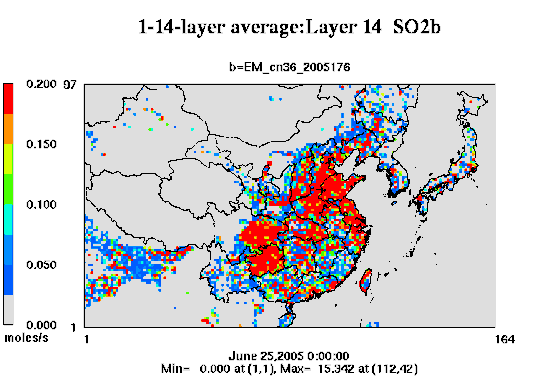 1-14-layer average:Layer 14 SO2b
b=EM_cn36_2005176
0.200
0.150
0.100
0.050
0.000
moles/s
97
1
1
164
June 25,2005 0:00:00
Min= 0.000 at (1,1), Max= 15.342 at (112,42)